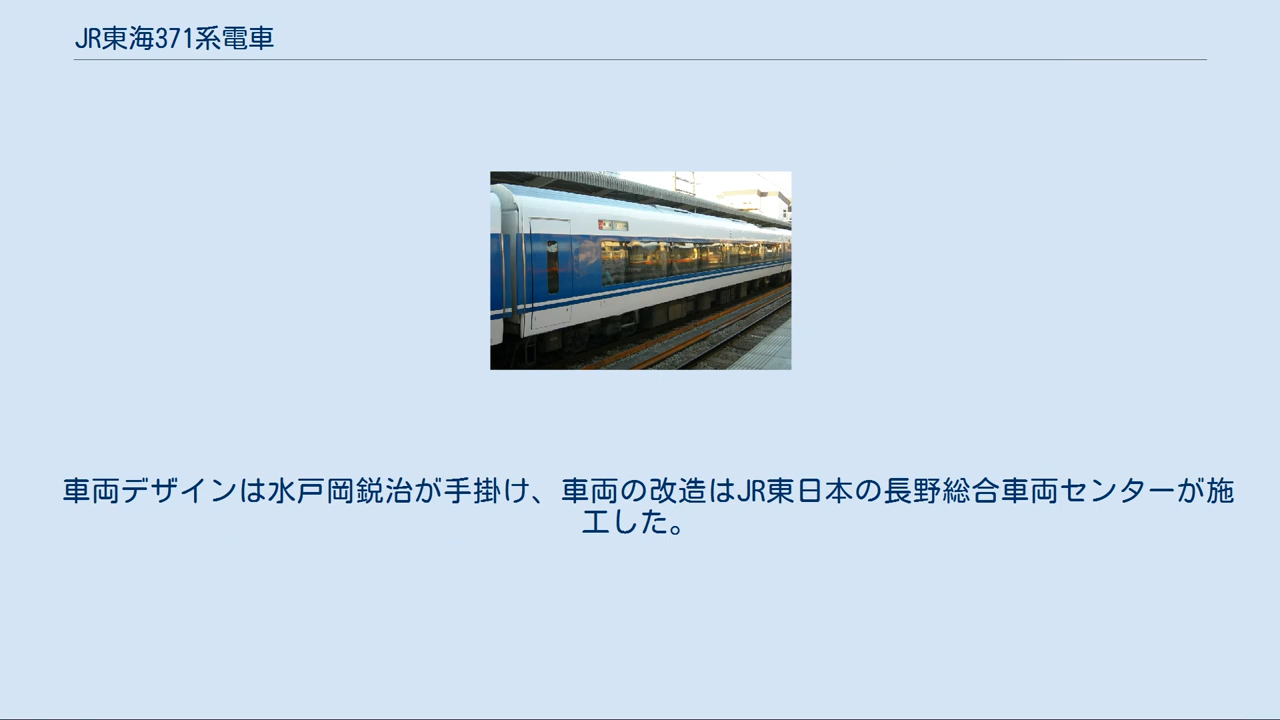 JR東海371系電車
車両デザインは水戸岡鋭治が手掛け、車両の改造はJR東日本の長野総合車両センターが施
工した。